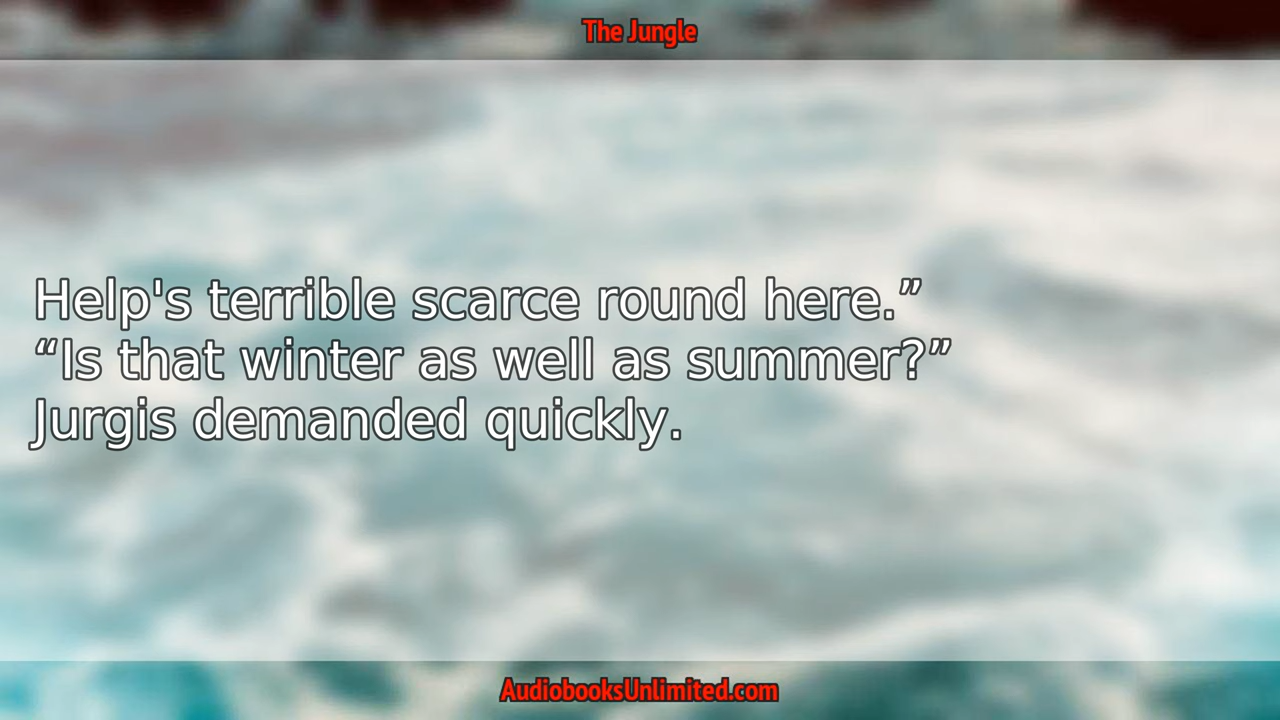 The Jungle
Help's terrible scarce round here.”
“Is that winter as well as summer?”
Jurgis demanded quickly.
AudiobooksUnlimited.com